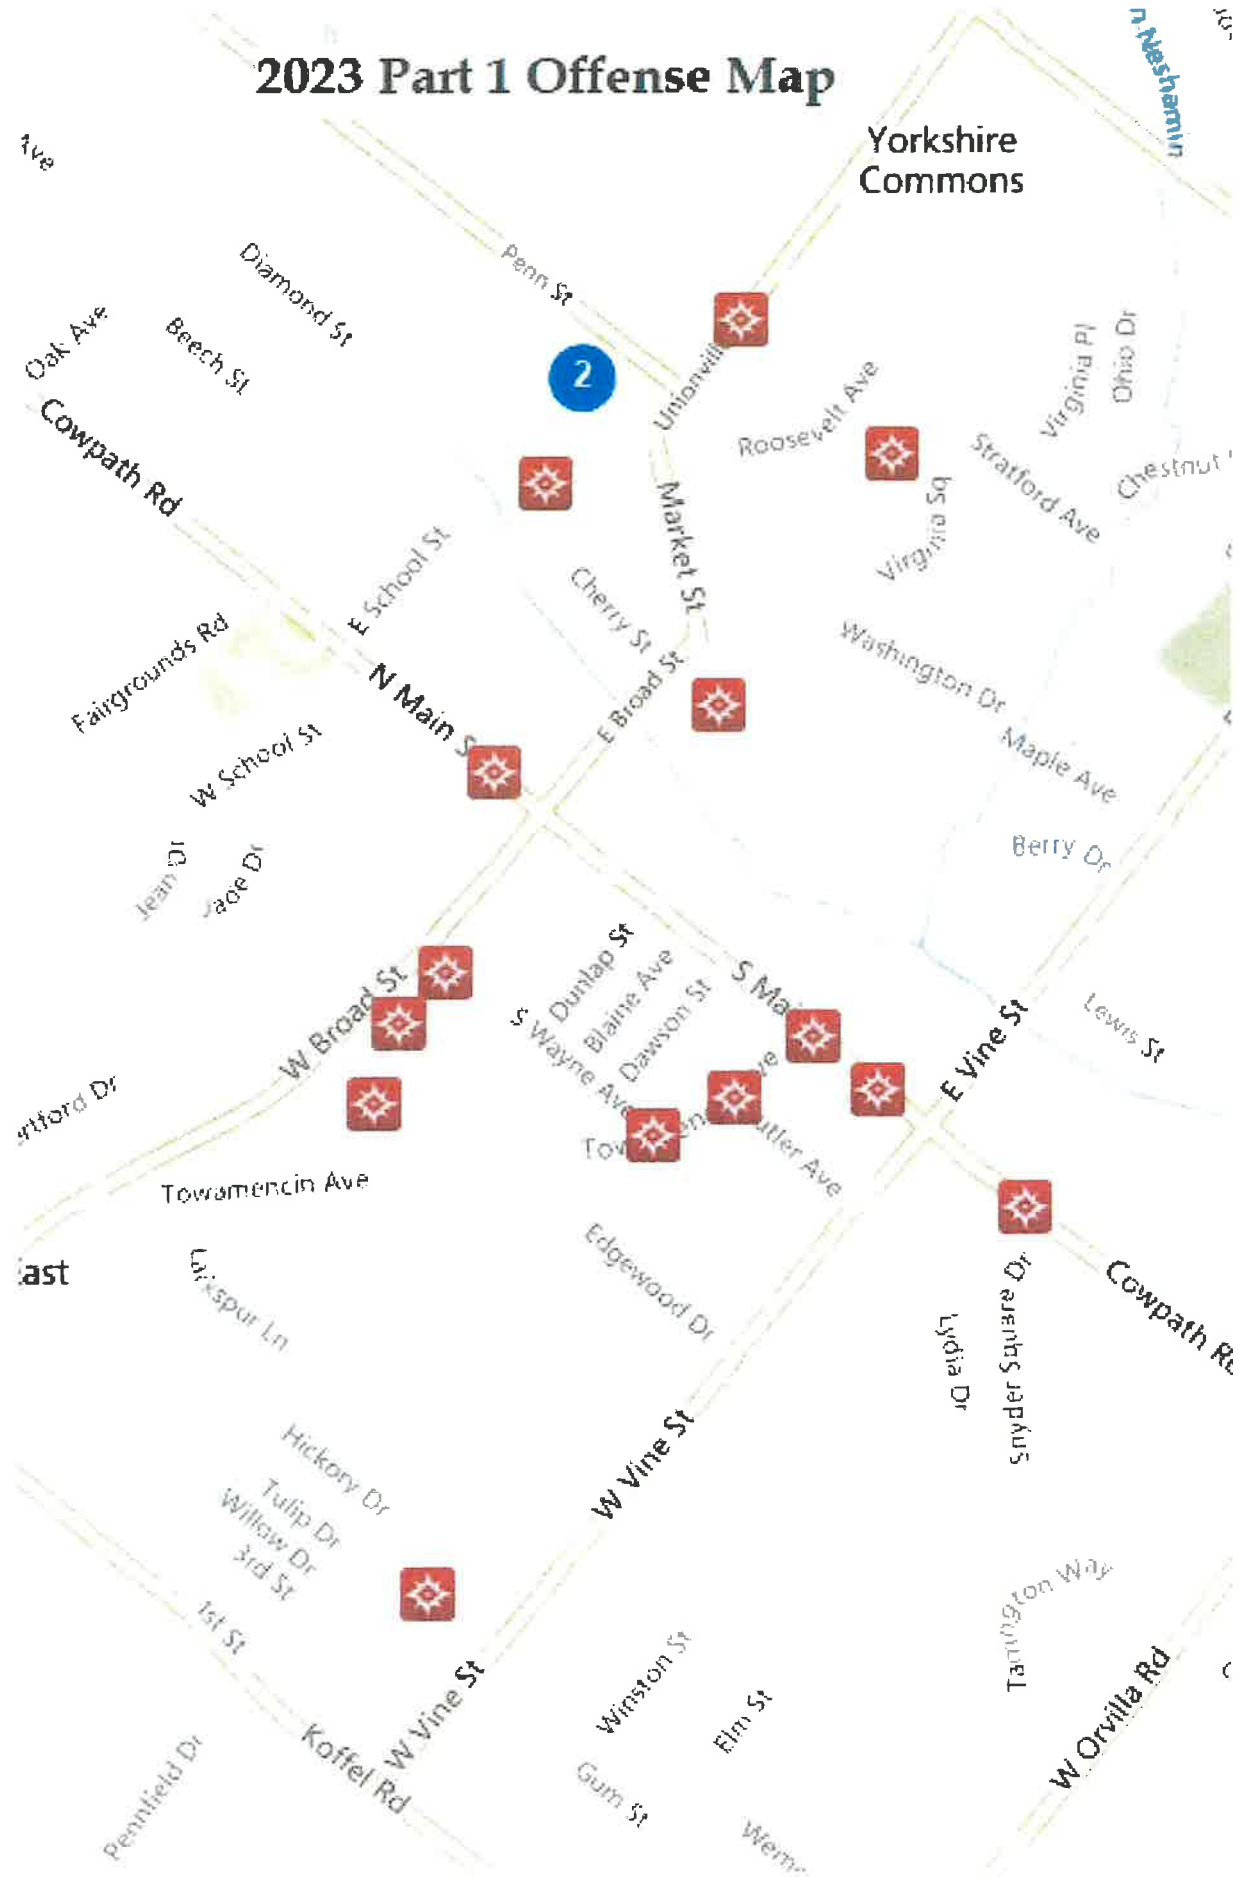 2023 Part 1 Offense Map
Yorkshire
Commons
Penn St
Diamond St
Oak Ave
Beech St
2
Cowpath Rd
Roosevelt Ave
Virginia Pl
Ohio Dr
Stratford Ave
Chestnut
Virginia Sq
Market St
E School St
Cherry St
Fairgrounds Rd
N Main S
E Broad St
Washington Dr
W School St
Maple Ave
Berry Dr
Jean Dr
Dunlap St
Blaine Ave
Dawson St
S Wayne Ave
S Mai
W Broad St
E Vine St
Lewis St
utler Ave
Towamencin Ave
Edgewood Dr
Cowpath Rd
ast
Larkspur Ln
Lydia Dr
Snyder Square Dr
Hickory Dr
Tulip Dr
Willow Dr
3rd St
W Vine St
1st St
Winston St
W Vine St
Elm St
W Orvilla Rd
Koffel Rd
Pennfield Dr
Gum St